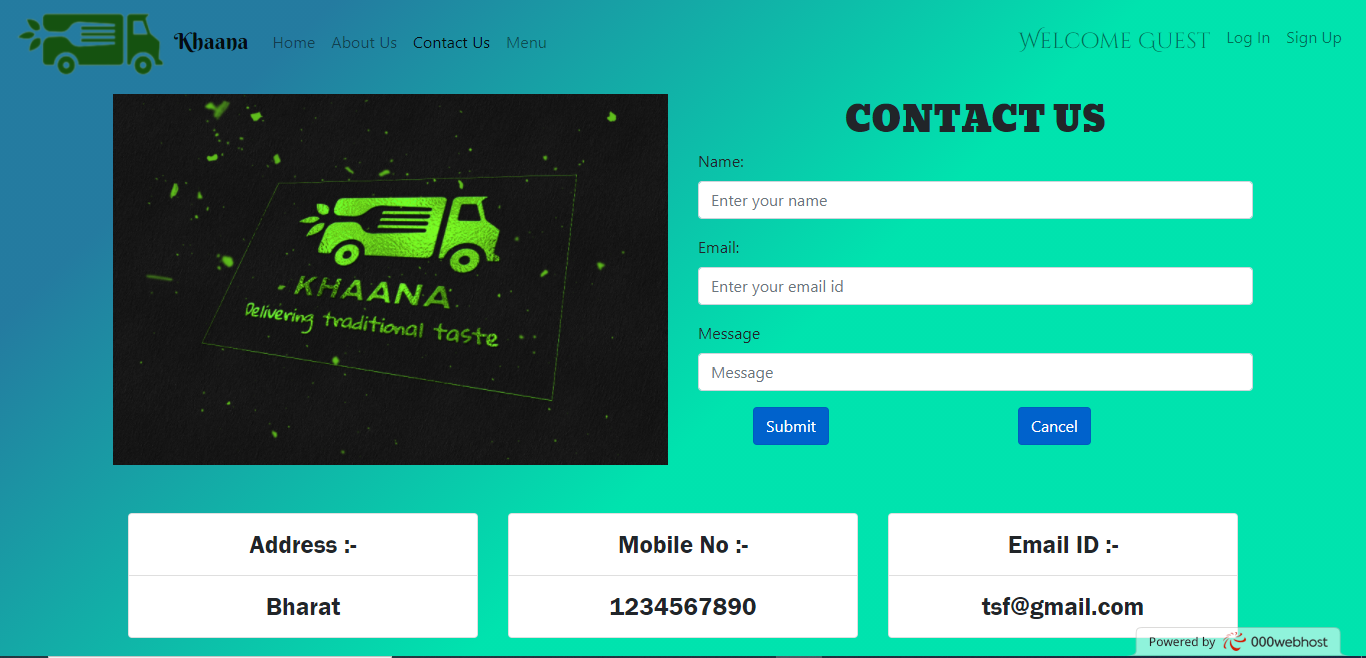 Khaana Home About Us Contact Us Menu Welcome Guest Log In Sign Up
KHAANA
Delivering traditional taste
CONTACT US
Name:
Enter your name
Email:
Enter your email id
Message
Message
Submit Cancel
Address :- Mobile No :- Email ID :-
Bharat 1234567890 tsf@gmail.com
Powered by 000webhost